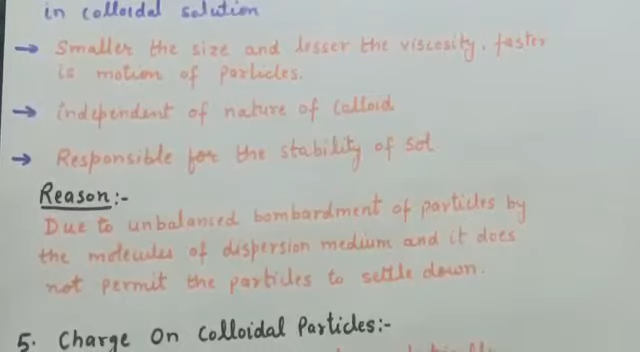 in colloidal solution
→ Smaller the size and lesser the viscosity, faster
is motion of particles.
→ independent of nature of colloid
→ Responsible for the stability of sol
Reason:-
Due to unbalanced bombardment of particles by
the molecules of dispersion medium and it does
not permit the particles to settle down.
5. Charge On Colloidal Particles:-